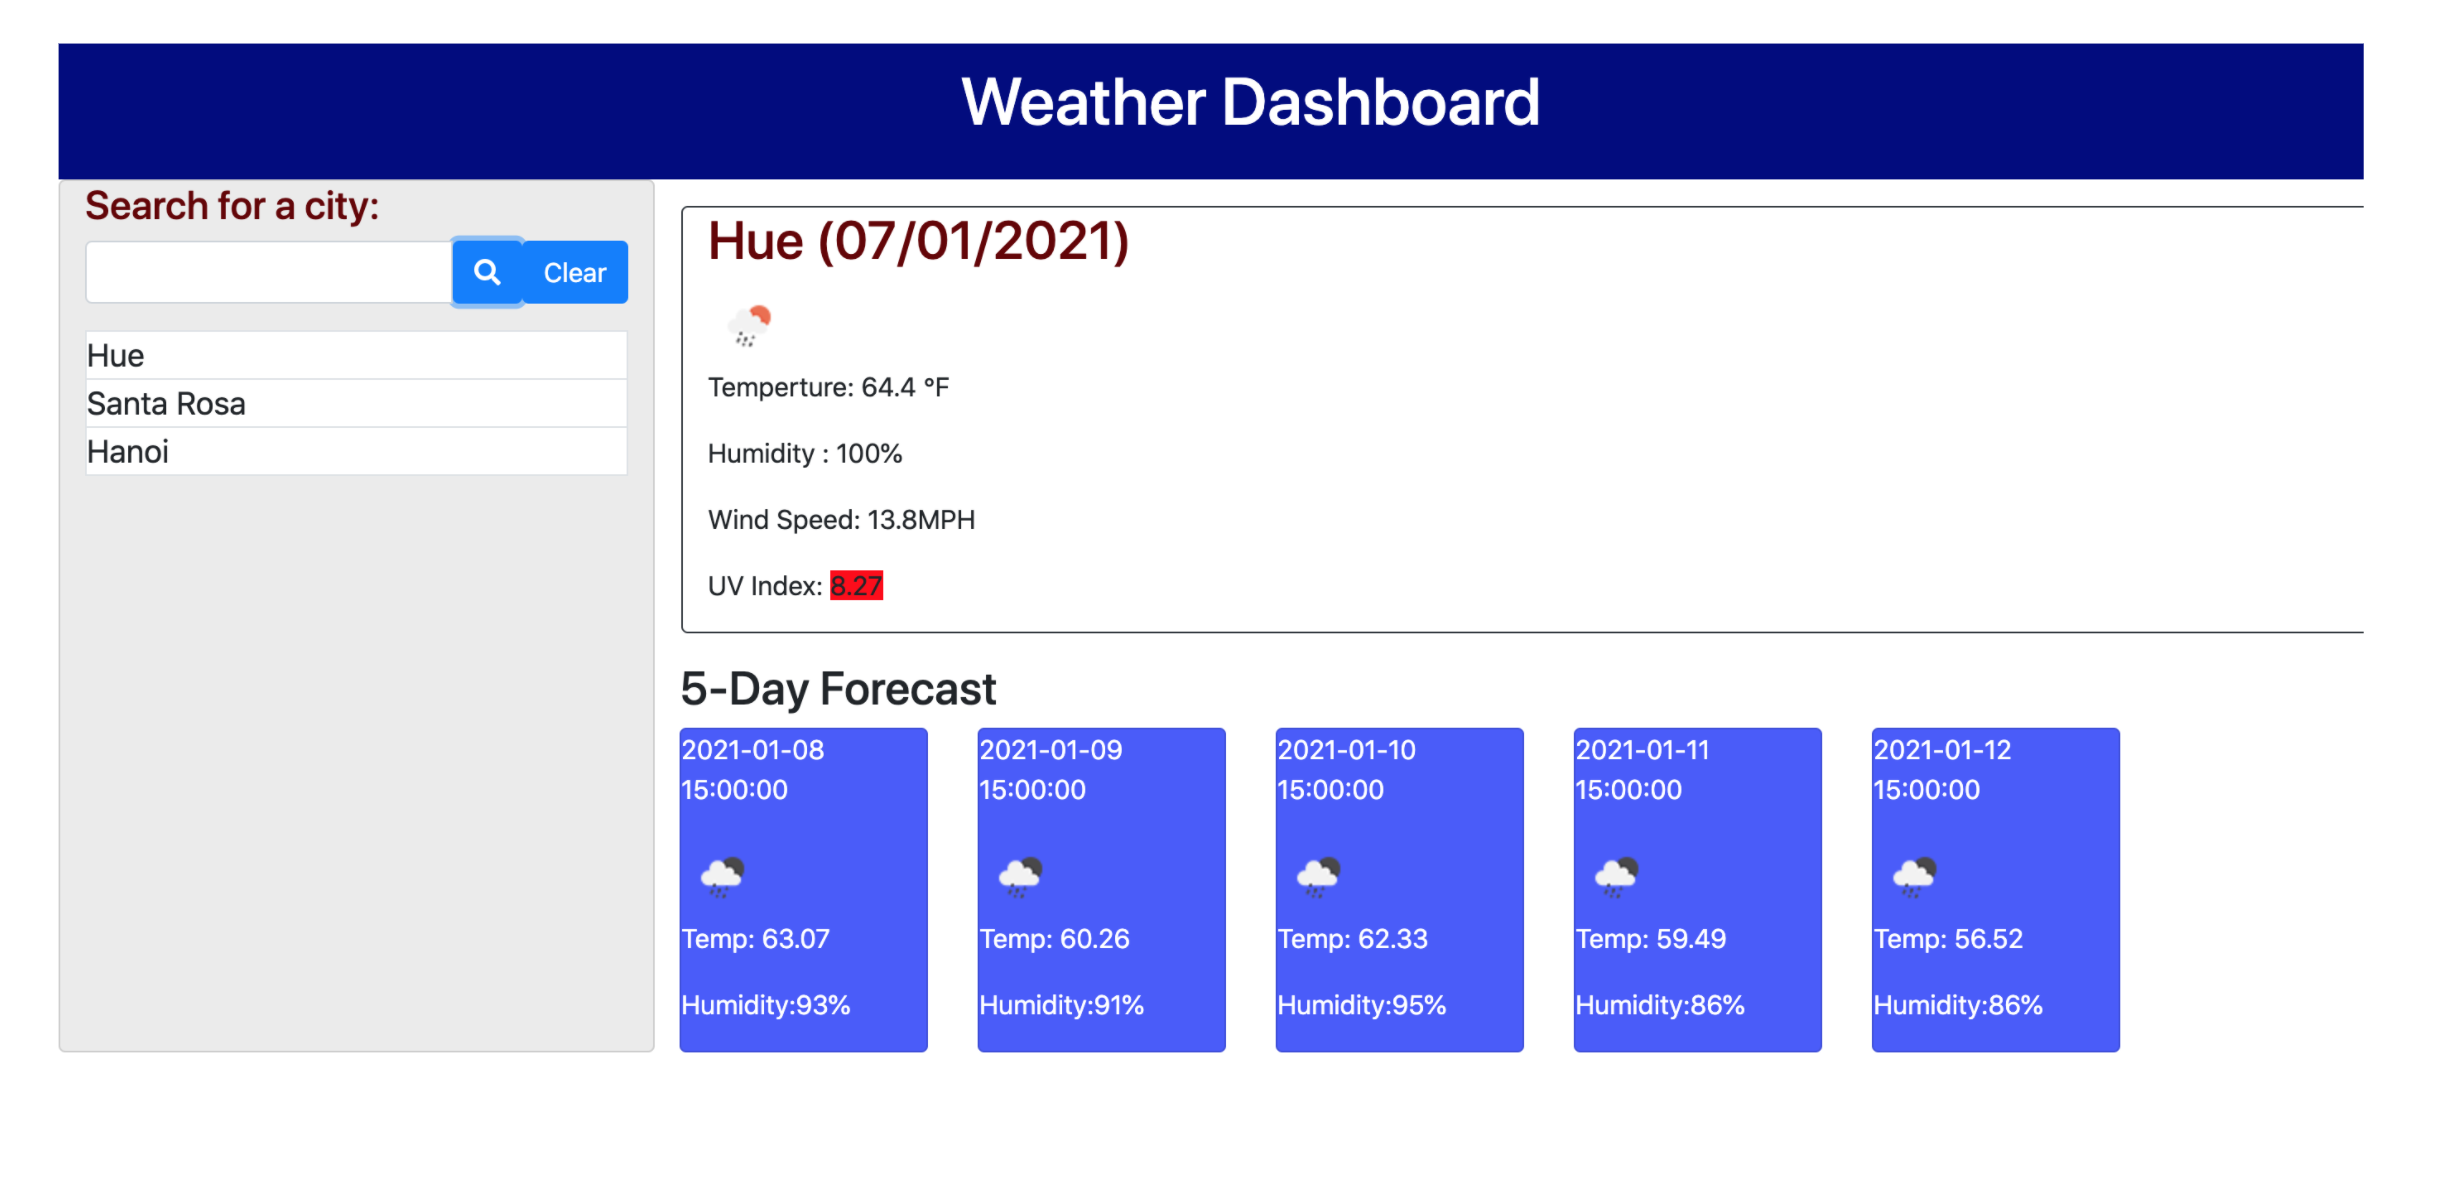 Weather Dashboard
Search for a city:
Clear
Hue
Santa Rosa
Hanoi
Hue (07/01/2021)
Temperture: 64.4 °F
Humidity : 100%
Wind Speed: 13.8MPH
UV Index: 8.27
5-Day Forecast
2021-01-08
15:00:00
Temp: 63.07
Humidity:93%
2021-01-09
15:00:00
Temp: 60.26
Humidity:91%
2021-01-10
15:00:00
Temp: 62.33
Humidity:95%
2021-01-11
15:00:00
Temp: 59.49
Humidity:86%
2021-01-12
15:00:00
Temp: 56.52
Humidity:86%